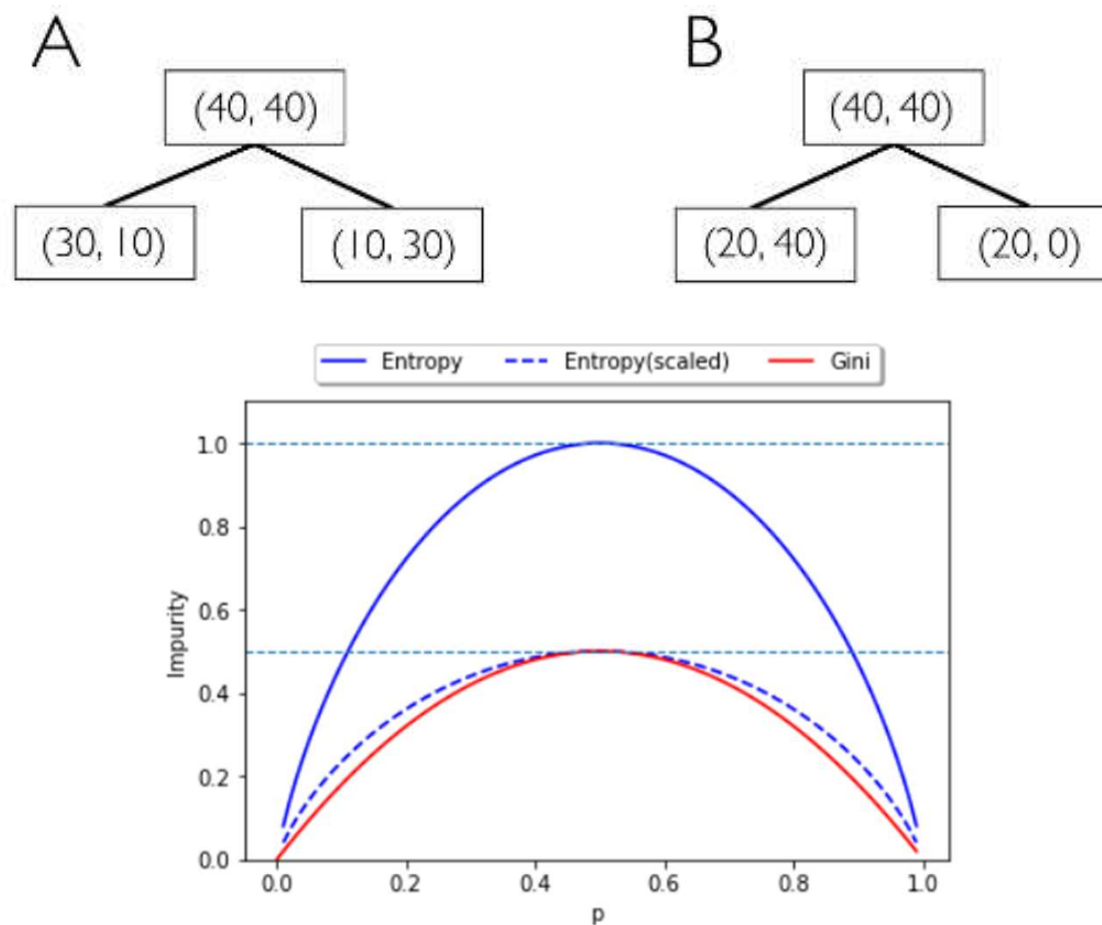 A
B
(40, 40)
(40, 40)
(30, 10)
(10, 30)
(20, 40)
(20, 0)
Entropy
Entropy(scaled)
Gini
1.0
0.8
0.6
0.4
0.2
0.0
Impurity
0.0
0.2
0.4
0.6
0.8
1.0
p